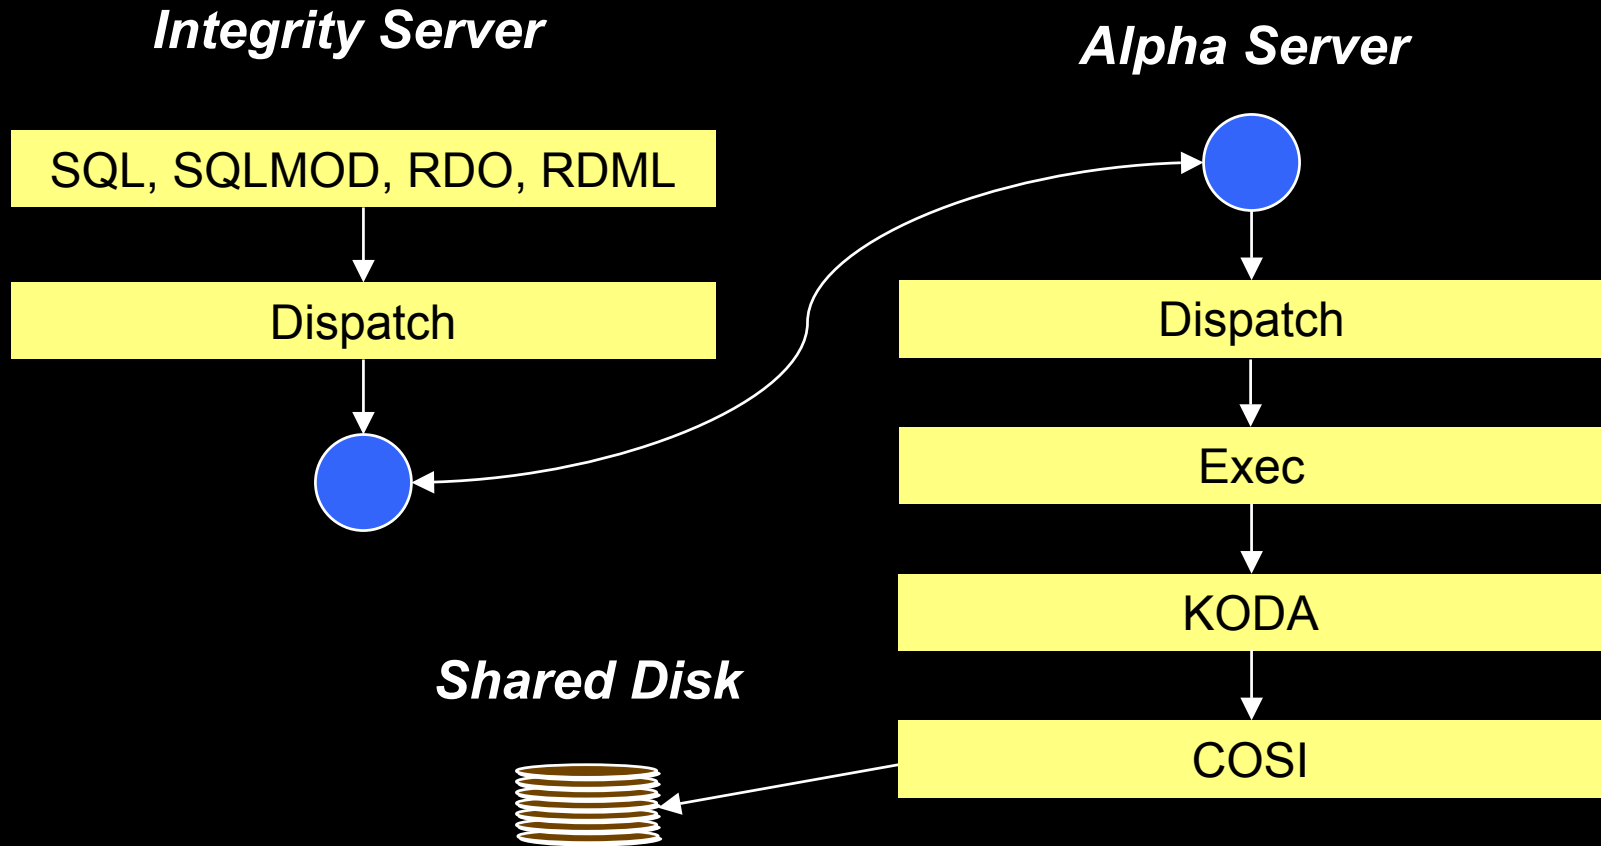 Integrity Server
Alpha Server
SQL, SQLMOD, RDO, RDML
Dispatch
Dispatch
Exec
KODA
Shared Disk
COSI